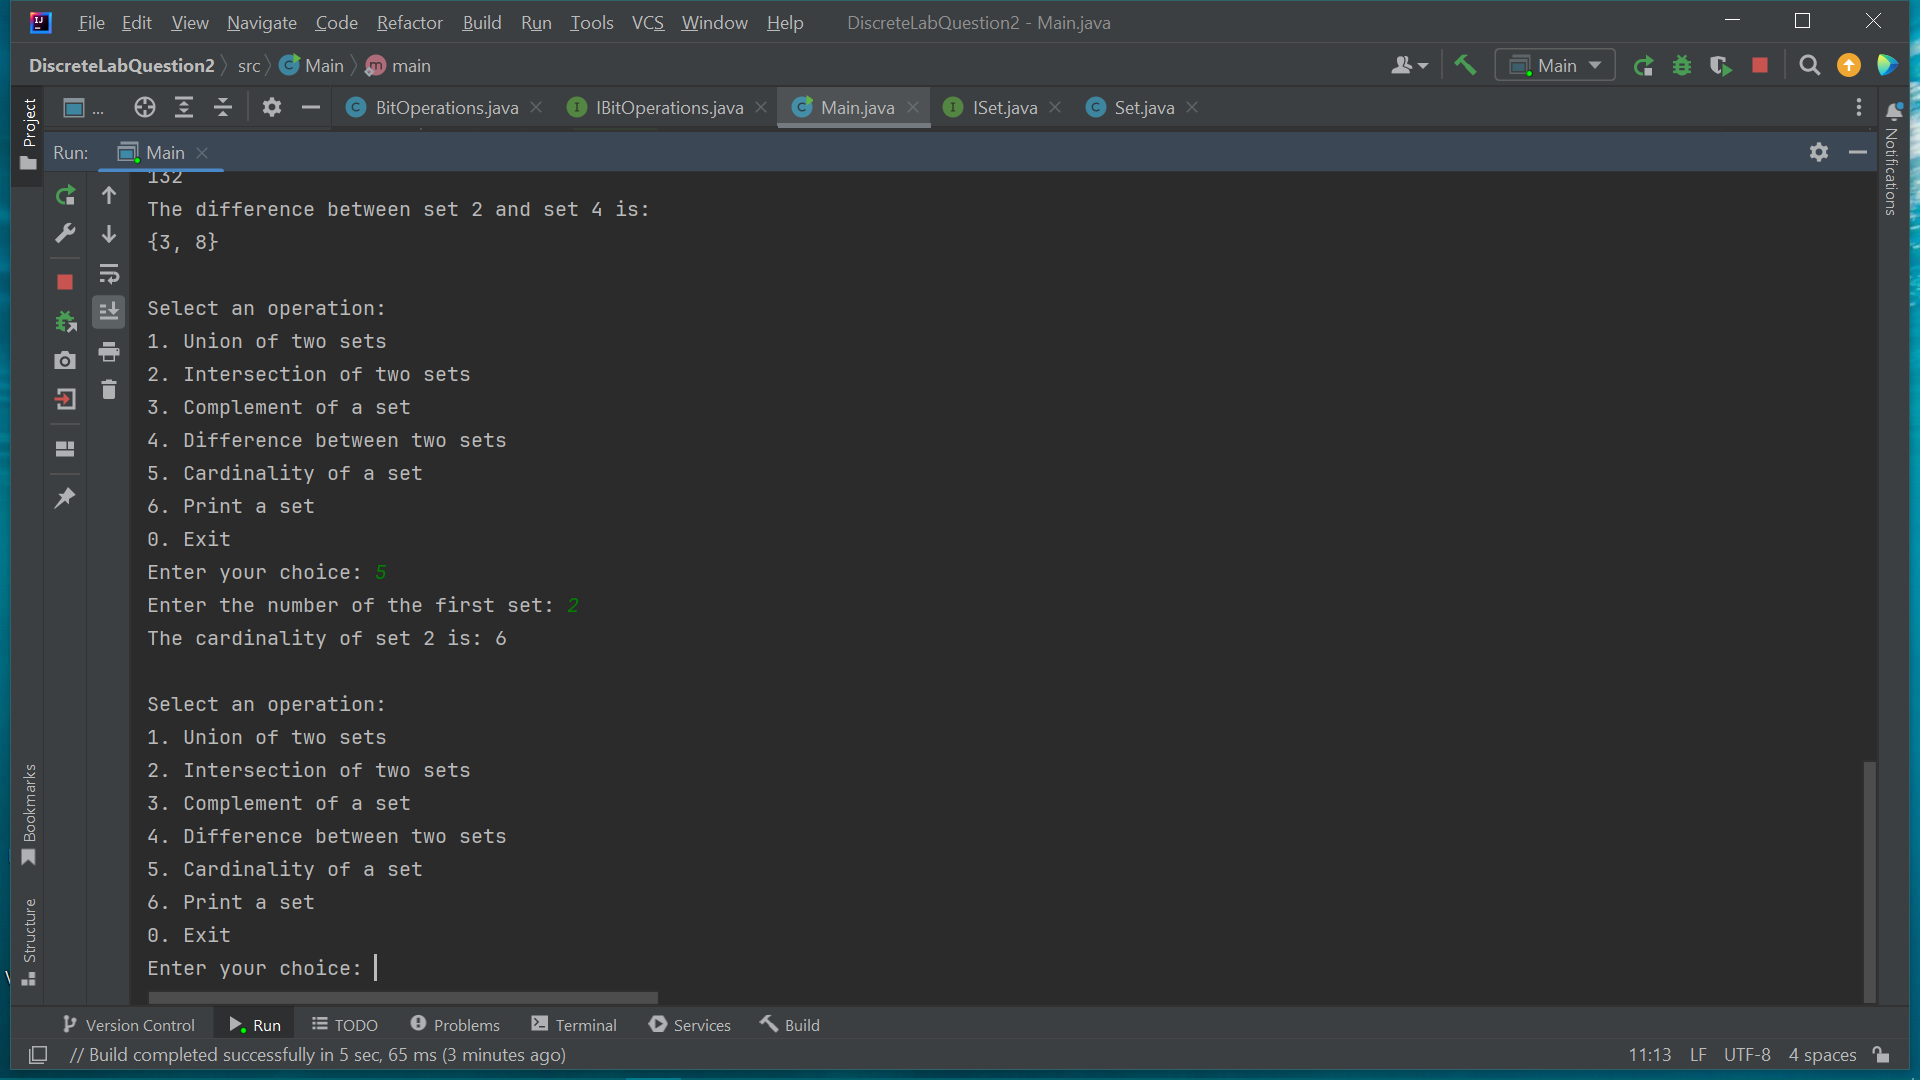 File Edit View Navigate Code Refactor Build Run Tools VCS Window Help DiscreteLabQuestion2 - Main.java
DiscreteLabQuestion2 src Main main Main
... BitOperations.java IBitOperations.java Main.java ISet.java Set.java
Project
Notifications
Run: Main
132
The difference between set 2 and set 4 is:
{3, 8}
Select an operation:
1. Union of two sets
2. Intersection of two sets
3. Complement of a set
4. Difference between two sets
5. Cardinality of a set
6. Print a set
0. Exit
Enter your choice: 5
Enter the number of the first set: 2
The cardinality of set 2 is: 6
Select an operation:
1. Union of two sets
2. Intersection of two sets
3. Complement of a set
4. Difference between two sets
5. Cardinality of a set
6. Print a set
0. Exit
Enter your choice:
Bookmarks
Structure
Version Control Run TODO Problems Terminal Services Build
// Build completed successfully in 5 sec, 65 ms (3 minutes ago) 11:13 LF UTF-8 4 spaces